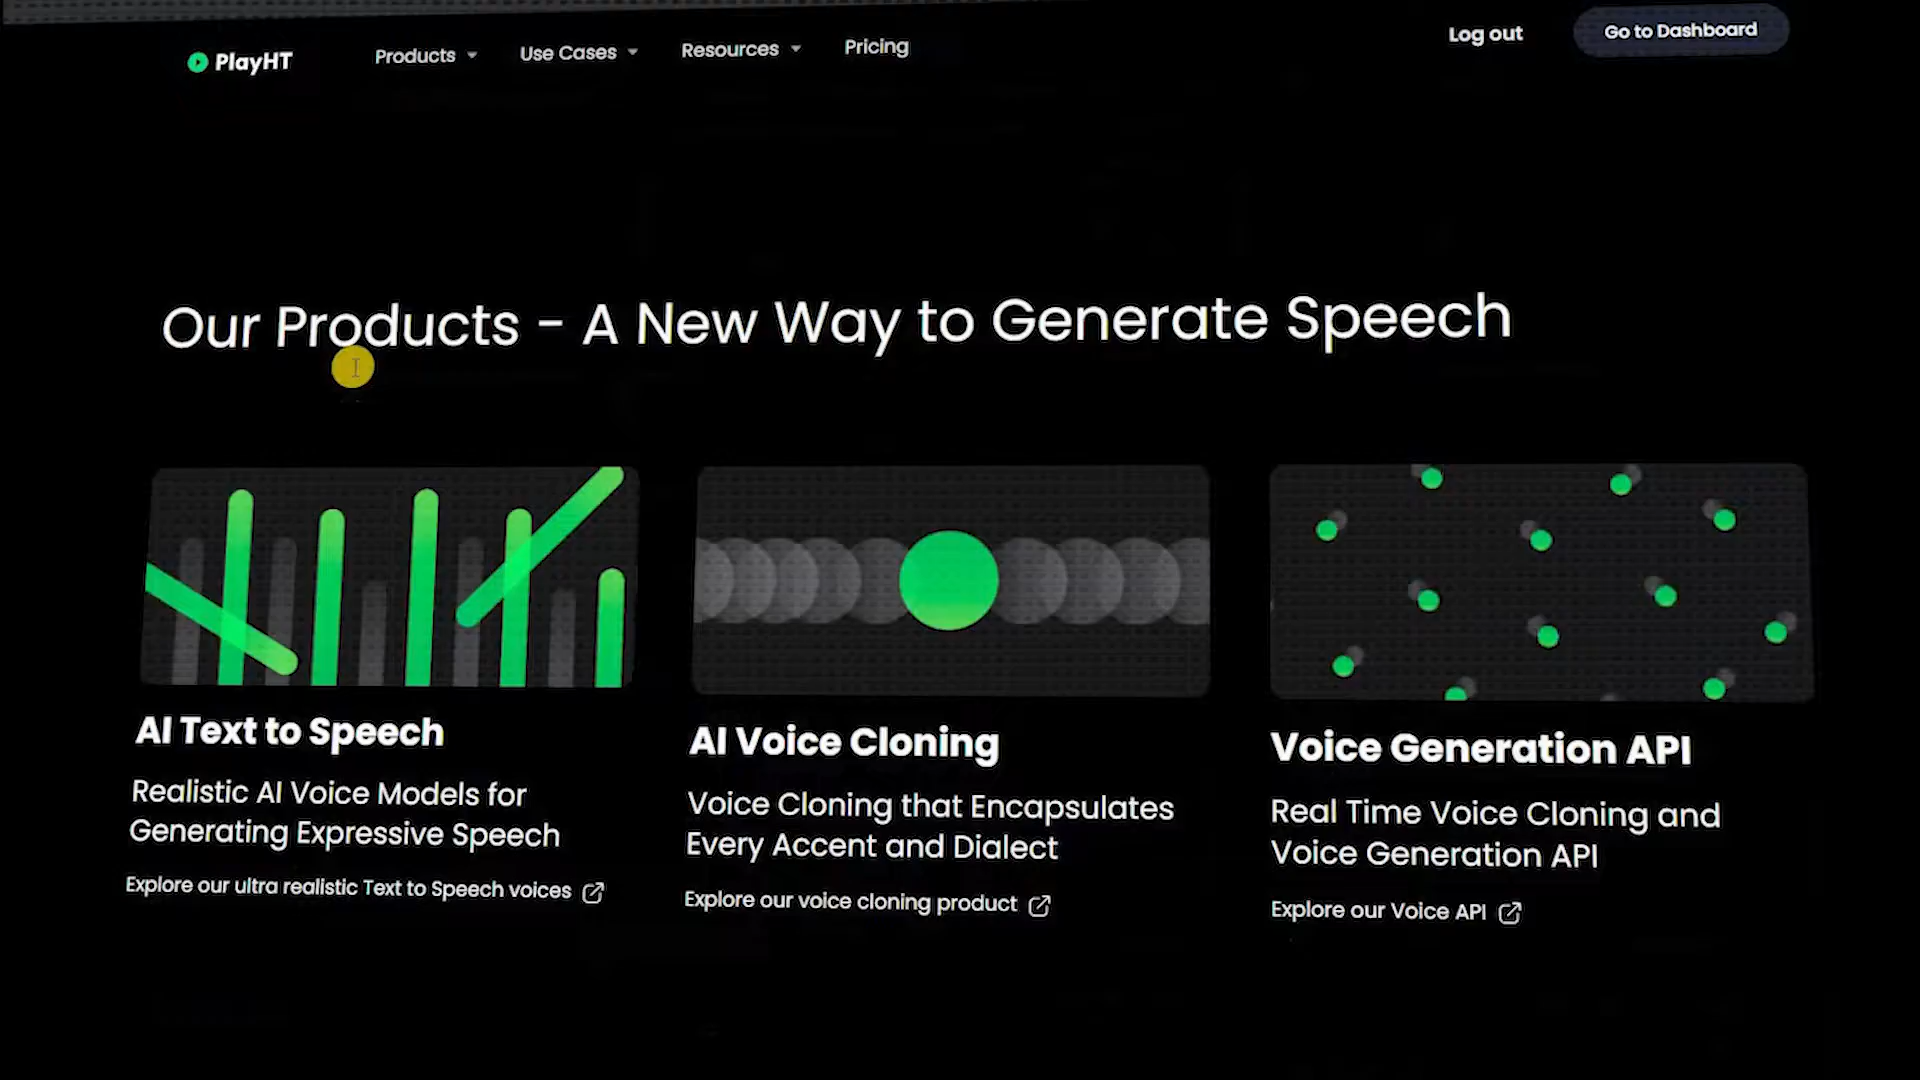 PlayHT
Products
Use Cases
Resources
Pricing
Log out
Go to Dashboard
Our Products - A New Way to Generate Speech
AI Text to Speech
Realistic AI Voice Models for
Generating Expressive Speech
Explore our ultra realistic Text to Speech voices
AI Voice Cloning
Voice Cloning that Encapsulates
Every Accent and Dialect
Explore our voice cloning product
Voice Generation API
Real Time Voice Cloning and
Voice Generation API
Explore our Voice API